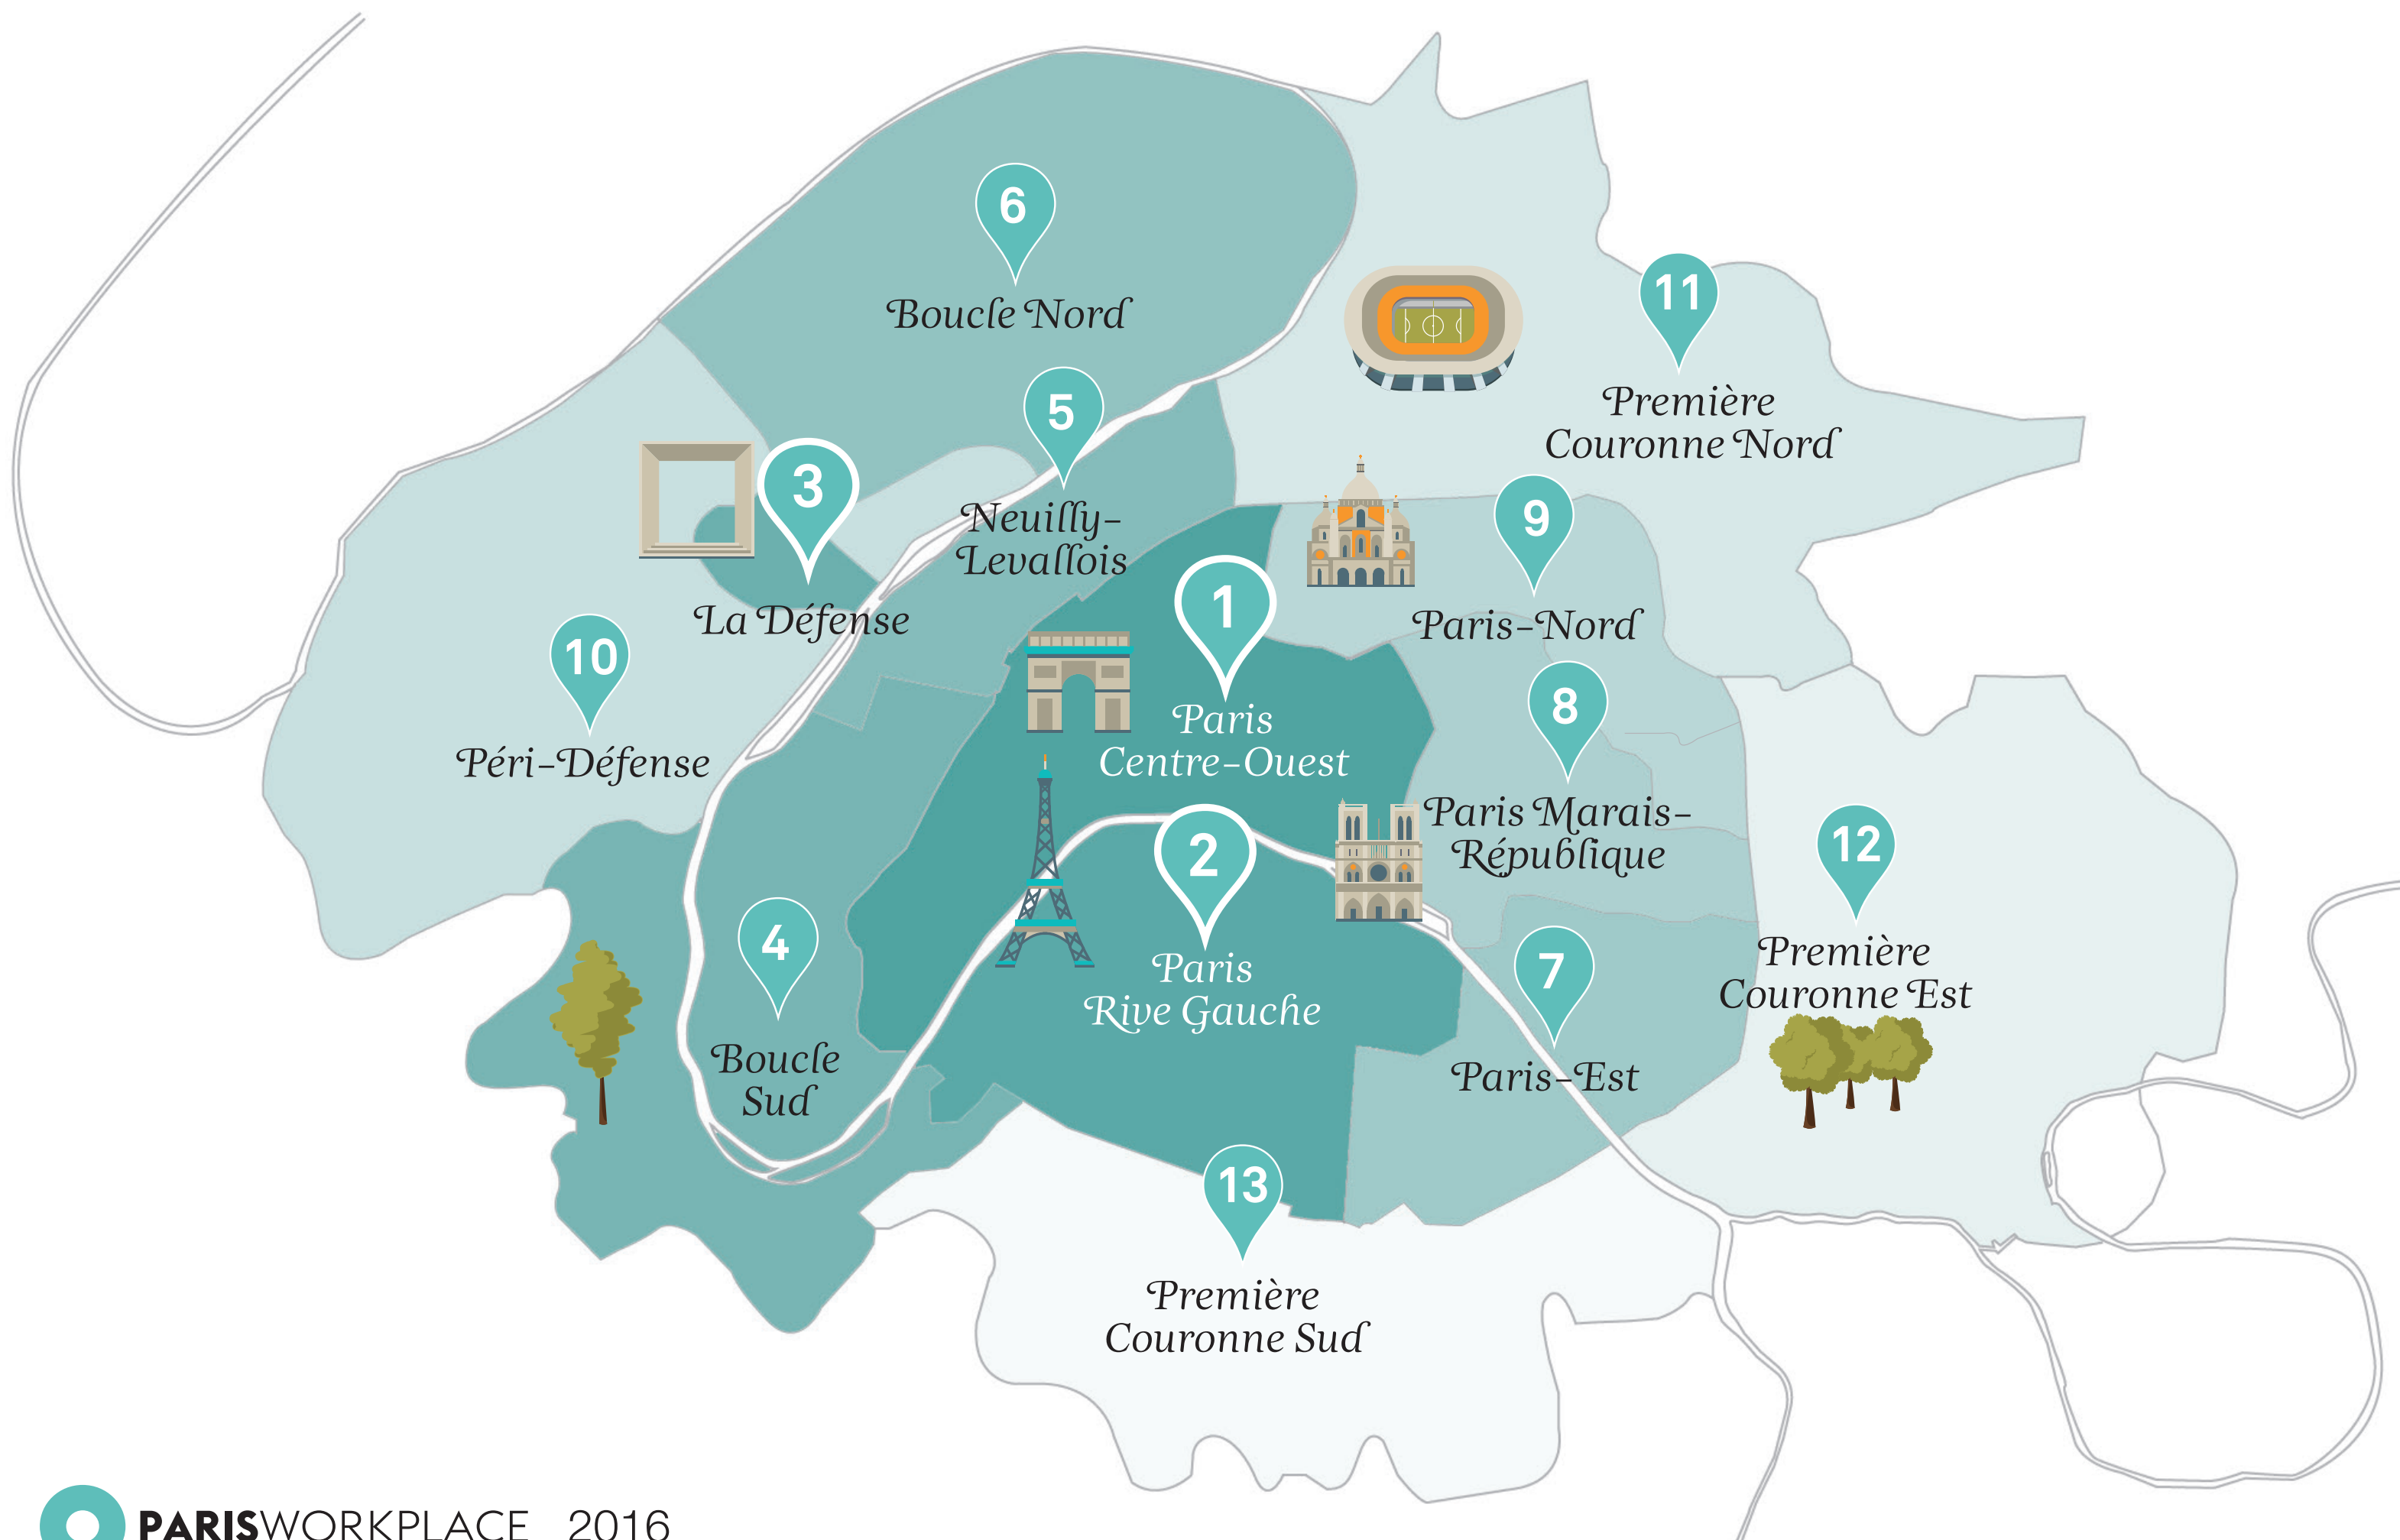 6
Boucle Nord
11
Première
Couronne Nord
5
Neuilly-
Levallois
3
La Défense
9
Paris-Nord
1
Paris
Centre-Ouest
10
Péri-Défense
8
Paris Marais-
République
2
Paris
Rive Gauche
12
Première
Couronne Est
4
Boucle
Sud
7
Paris-Est
13
Première
Couronne Sud
PARISWORKPLACE 2016